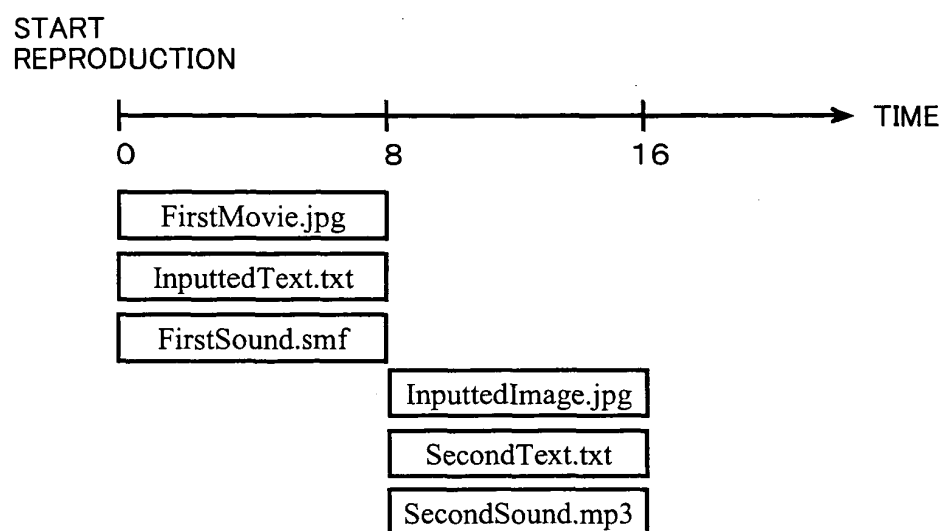 START
REPRODUCTION
TIME
0 8 16
FirstMovie.jpg
InputtedText.txt
FirstSound.smf
InputtedImage.jpg
SecondText.txt
SecondSound.mp3